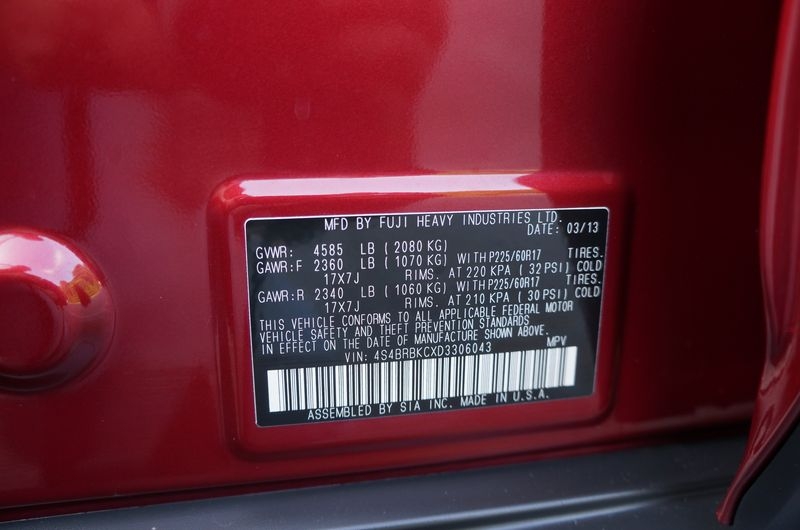 MFD BY FUJI HEAVY INDUSTRIES LTD.
DATE: 03/13
GVWR: 4585 LB ( 2080 KG)
GAWR:F 2360 LB ( 1070 KG) WITH P225/60R17 TIRES.
17X7J RIMS. AT 220 KPA ( 32 PSI) COLD
GAWR:R 2340 LB ( 1060 KG) WITH P225/60R17 TIRES.
17X7J RIMS. AT 210 KPA ( 30 PSI) COLD
THIS VEHICLE CONFORMS TO ALL APPLICABLE FEDERAL MOTOR
VEHICLE SAFETY AND THEFT PREVENTION STANDARDS
IN EFFECT ON THE DATE OF MANUFACTURE SHOWN ABOVE.
VIN: 4S4BRBKCXD3306043 MPV
ASSEMBLED BY SIA INC. MADE IN U.S.A.